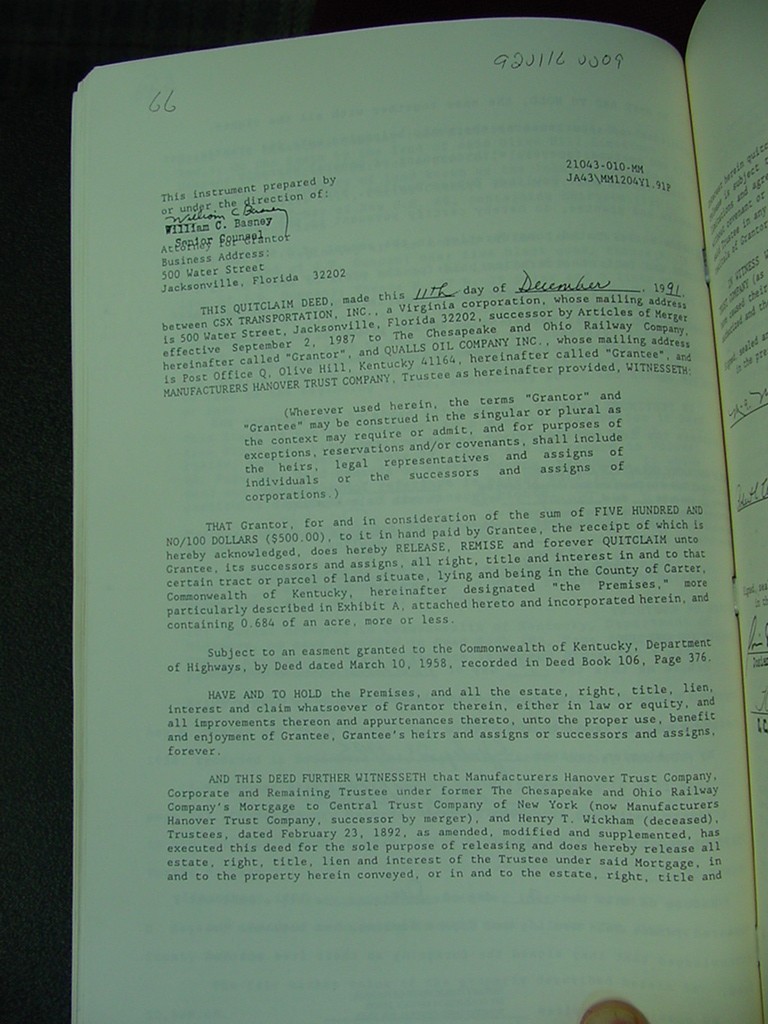 66
920116 0009
21043-010-MM
JA43\MM1204Y1.91P
This instrument prepared by
or under the direction of:
William C Basney
William C. Basney
Senior Counsel
Attorney for Grantor
Business Address:
500 Water Street
Jacksonville, Florida 32202
THIS QUITCLAIM DEED, made this 11th day of December, 1991,
between CSX TRANSPORTATION, INC., a Virginia corporation, whose mailing address
is 500 Water Street, Jacksonville, Florida 32202, successor by Articles of Merger
effective September 2, 1987 to The Chesapeake and Ohio Railway Company,
hereinafter called "Grantor", and QUALLS OIL COMPANY INC., whose mailing address
is Post Office Q, Olive Hill, Kentucky 41164, hereinafter called "Grantee", and
MANUFACTURERS HANOVER TRUST COMPANY, Trustee as hereinafter provided, WITNESSETH:
(Wherever used herein, the terms "Grantor" and
"Grantee" may be construed in the singular or plural as
the context may require or admit, and for purposes of
exceptions, reservations and/or covenants, shall include
the heirs, legal representatives and assigns of
individuals or the successors and assigns of
corporations.)
THAT Grantor, for and in consideration of the sum of FIVE HUNDRED AND
NO/100 DOLLARS ($500.00), to it in hand paid by Grantee, the receipt of which is
hereby acknowledged, does hereby RELEASE, REMISE and forever QUITCLAIM unto
Grantee, its successors and assigns, all right, title and interest in and to that
certain tract or parcel of land situate, lying and being in the County of Carter,
Commonwealth of Kentucky, hereinafter designated "the Premises," more
particularly described in Exhibit A, attached hereto and incorporated herein, and
containing 0.684 of an acre, more or less.
Subject to an easment granted to the Commonwealth of Kentucky, Department
of Highways, by Deed dated March 10, 1958, recorded in Deed Book 106, Page 376.
HAVE AND TO HOLD the Premises, and all the estate, right, title, lien,
interest and claim whatsoever of Grantor therein, either in law or equity, and
all improvements thereon and appurtenances thereto, unto the proper use, benefit
and enjoyment of Grantee, Grantee's heirs and assigns or successors and assigns,
forever.
AND THIS DEED FURTHER WITNESSETH that Manufacturers Hanover Trust Company,
Corporate and Remaining Trustee under former The Chesapeake and Ohio Railway
Company's Mortgage to Central Trust Company of New York (now Manufacturers
Hanover Trust Company, successor by merger), and Henry T. Wickham (deceased),
Trustees, dated February 23, 1892, as amended, modified and supplemented, has
executed this deed for the sole purpose of releasing and does hereby release all
estate, right, title, lien and interest of the Trustee under said Mortgage, in
and to the property herein conveyed, or in and to the estate, right, title and